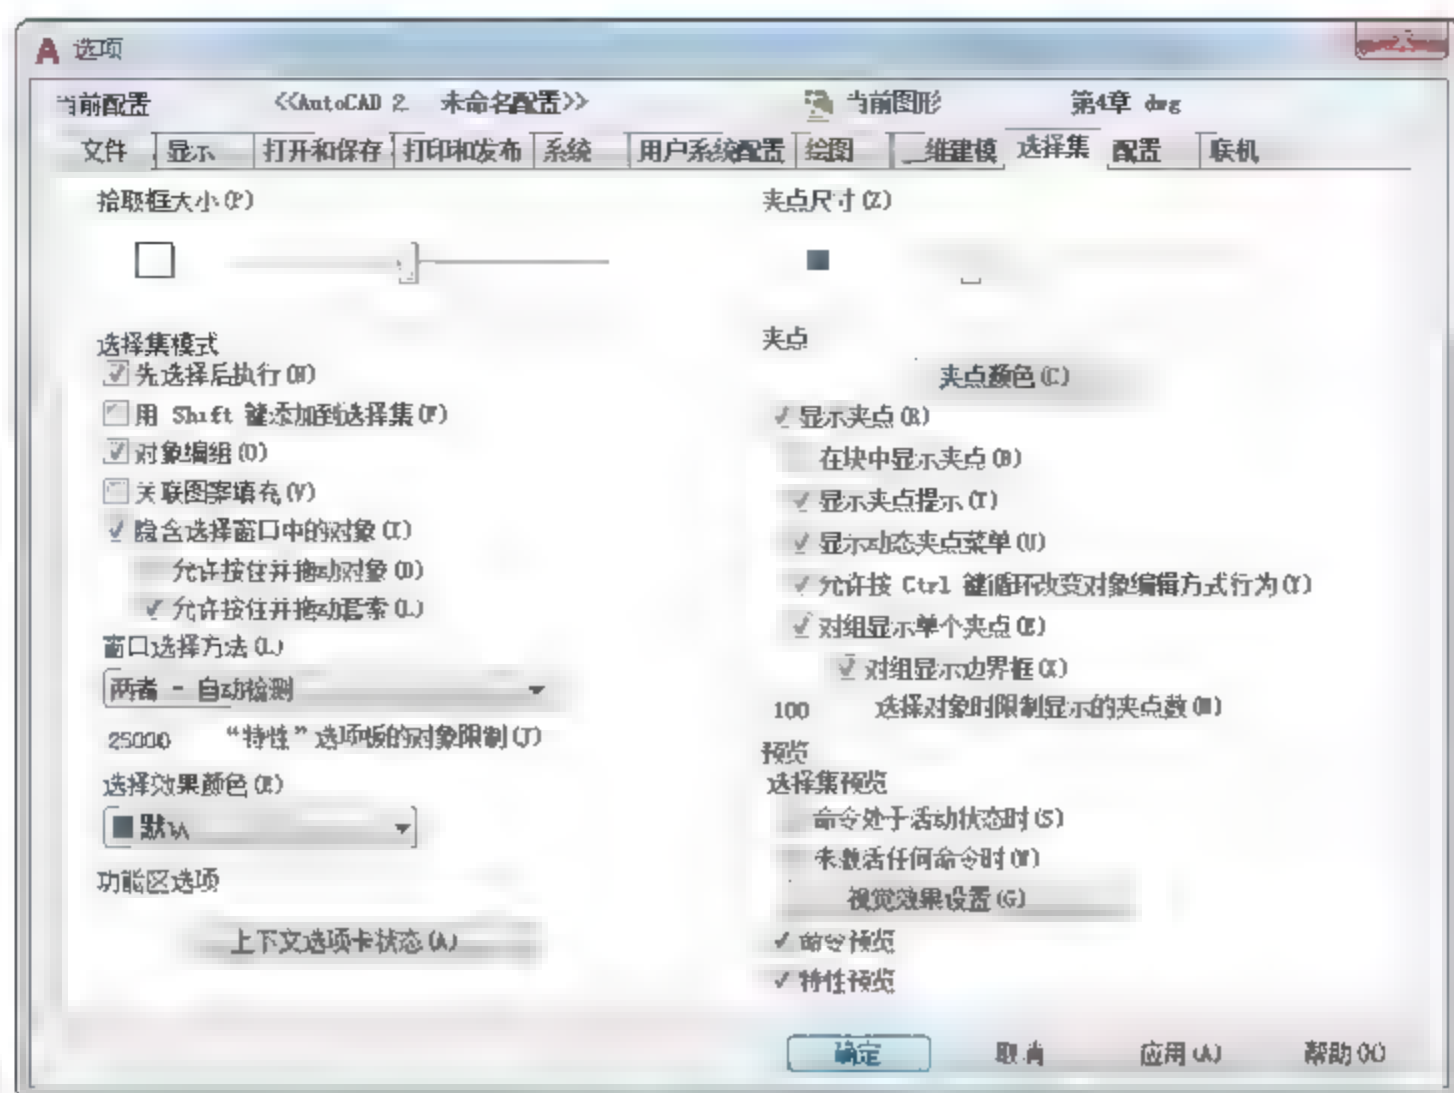 选项
当前配置 <<AutoCAD 2 未命名配置>> 当前图形 第4章 dwg
文件 显示 打开和保存 打印和发布 系统 用户系统配置 绘图 维建模 选择集 配置 联机
拾取框大小(P)
选择集模式
先选择后执行(N)
用 Shift 键添加到选择集(F)
对象编组(O)
关联图案填充(V)
隐含选择窗口中的对象(I)
允许按住并拖动对象(D)
允许按住并拖动套索(L)
窗口选择方法(L)
两者 - 自动检测
25000 “特性”选项板的对象限制(J)
选择效果颜色(E)
默认
功能区选项
上下文选项卡状态(A)
夹点尺寸(Z)
夹点
夹点颜色(C)
显示夹点(R)
在块中显示夹点(B)
显示夹点提示(T)
显示动态夹点菜单(U)
允许按 Ctrl 键循环改变对象编辑方式行为(Y)
对组显示单个夹点(E)
对组显示边界框(X)
100 选择对象时限制显示的夹点数(M)
预览
选择集预览
命令处于活动状态时(S)
未激活任何命令时(W)
视觉效果设置(G)
命令预览
特性预览
确定 取消 应用(A) 帮助(H)